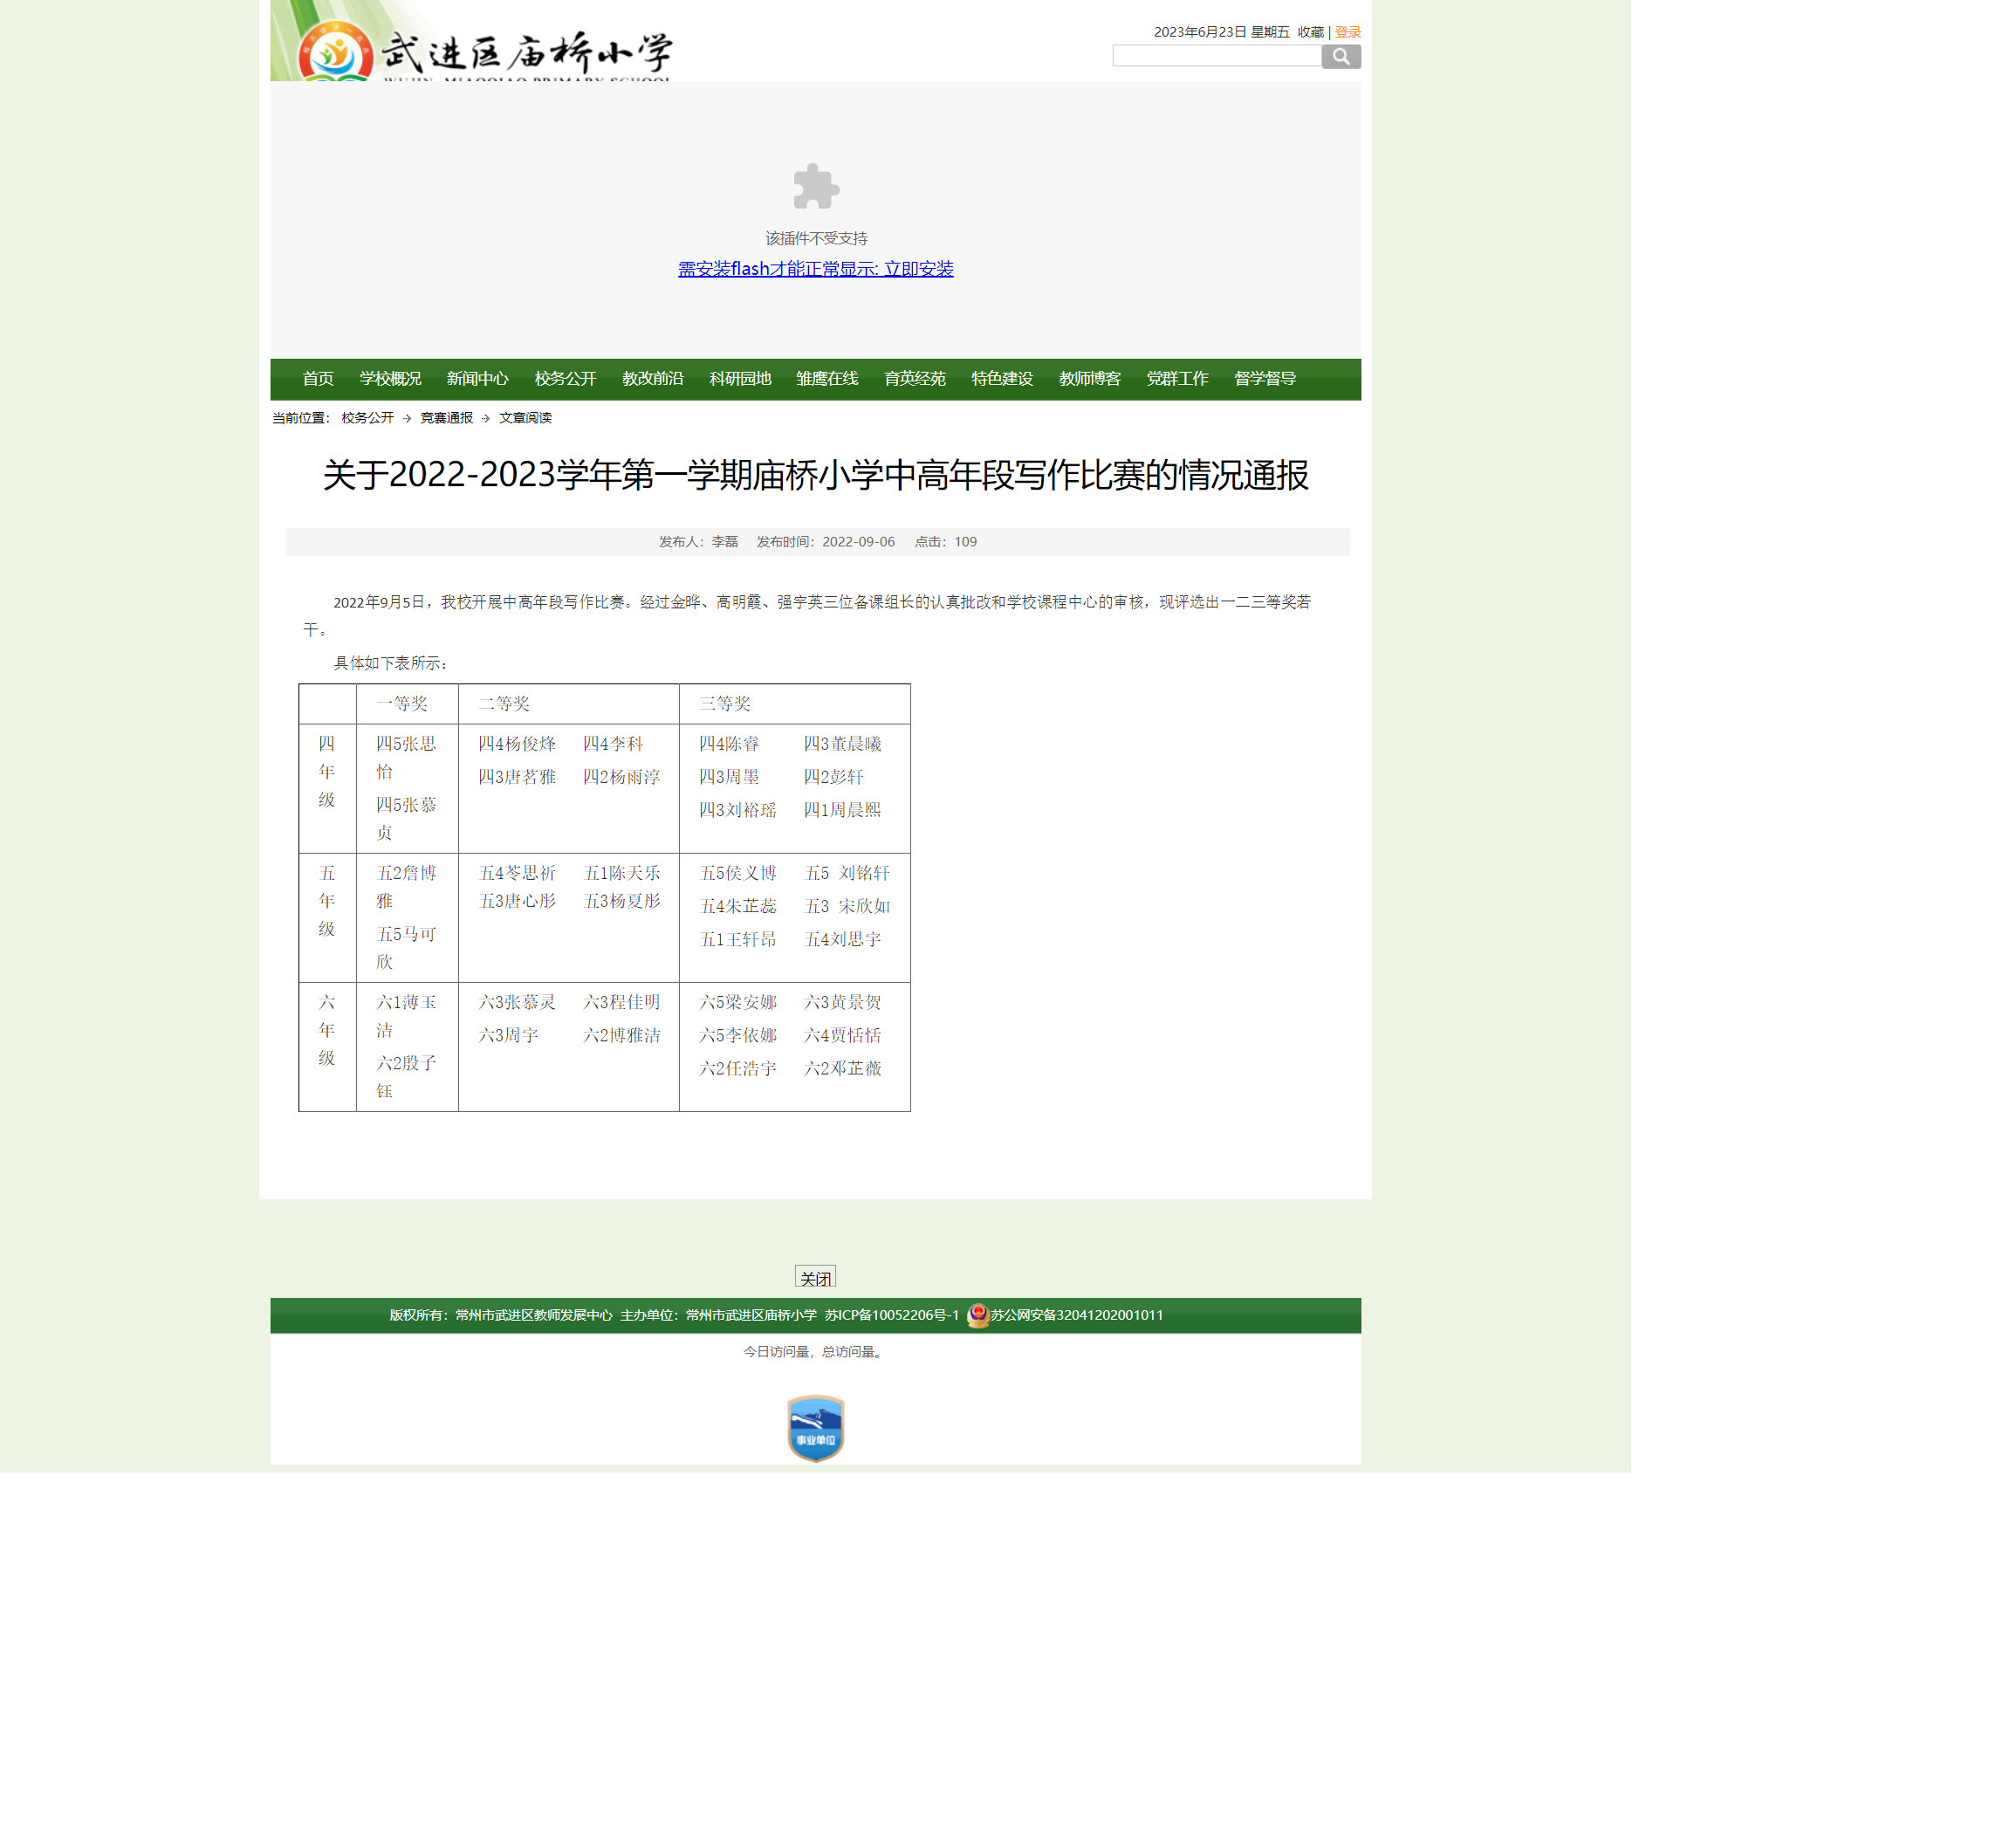 武进区庙桥小学
WUJIN MIAOQIAO PRIMARY SCHOOL
2023年6月23日 星期五 收藏 | 登录
该插件不受支持
需安装flash才能正常显示: 立即安装
首页 学校概况 新闻中心 校务公开 教改前沿 科研园地 雏鹰在线 育英经苑 特色建设 教师博客 党群工作 督学督导
当前位置： 校务公开 → 竞赛通报 → 文章阅读
关于2022-2023学年第一学期庙桥小学中高年段写作比赛的情况通报
发布人：李磊 发布时间：2022-09-06 点击：109
2022年9月5日，我校开展中高年段写作比赛。经过金晔、高明霞、强宇英三位备课组长的认真批改和学校课程中心的审核，现评选出一二三等奖若
干。
具体如下表所示：
一等奖 二等奖 三等奖
四年级
四5张思怡
四5张慕贞
四4杨俊烽 四4李科
四3唐茗雅 四2杨雨淳
四4陈睿 四3董晨曦
四3周墨 四2彭轩
四3刘裕瑶 四1周晨熙
五年级
五2詹博雅
五5马可欣
五4苓思祈 五1陈天乐
五3唐心彤 五3杨夏彤
五5侯义博 五5 刘铭轩
五4朱芷蕊 五3 宋欣如
五1王轩昂 五4刘思宇
六年级
六1薄玉洁
六2殷子钰
六3张慕灵 六3程佳明
六3周宇 六2博雅洁
六5梁安娜 六3黄景贺
六5李依娜 六4贾恬恬
六2任浩宇 六2邓芷薇
关闭
版权所有：常州市武进区教师发展中心 主办单位：常州市武进区庙桥小学 苏ICP备10052206号-1 苏公网安备32041202001011
今日访问量，总访问量。
事业单位